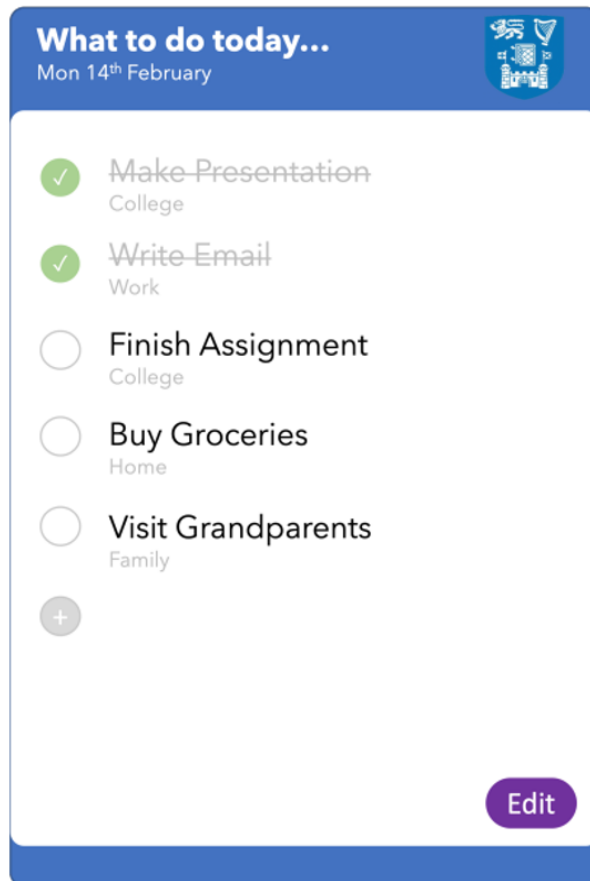 What to do today...
Mon 14th February
Make Presentation
College
Write Email
Work
Finish Assignment
College
Buy Groceries
Home
Visit Grandparents
Family
+
Edit